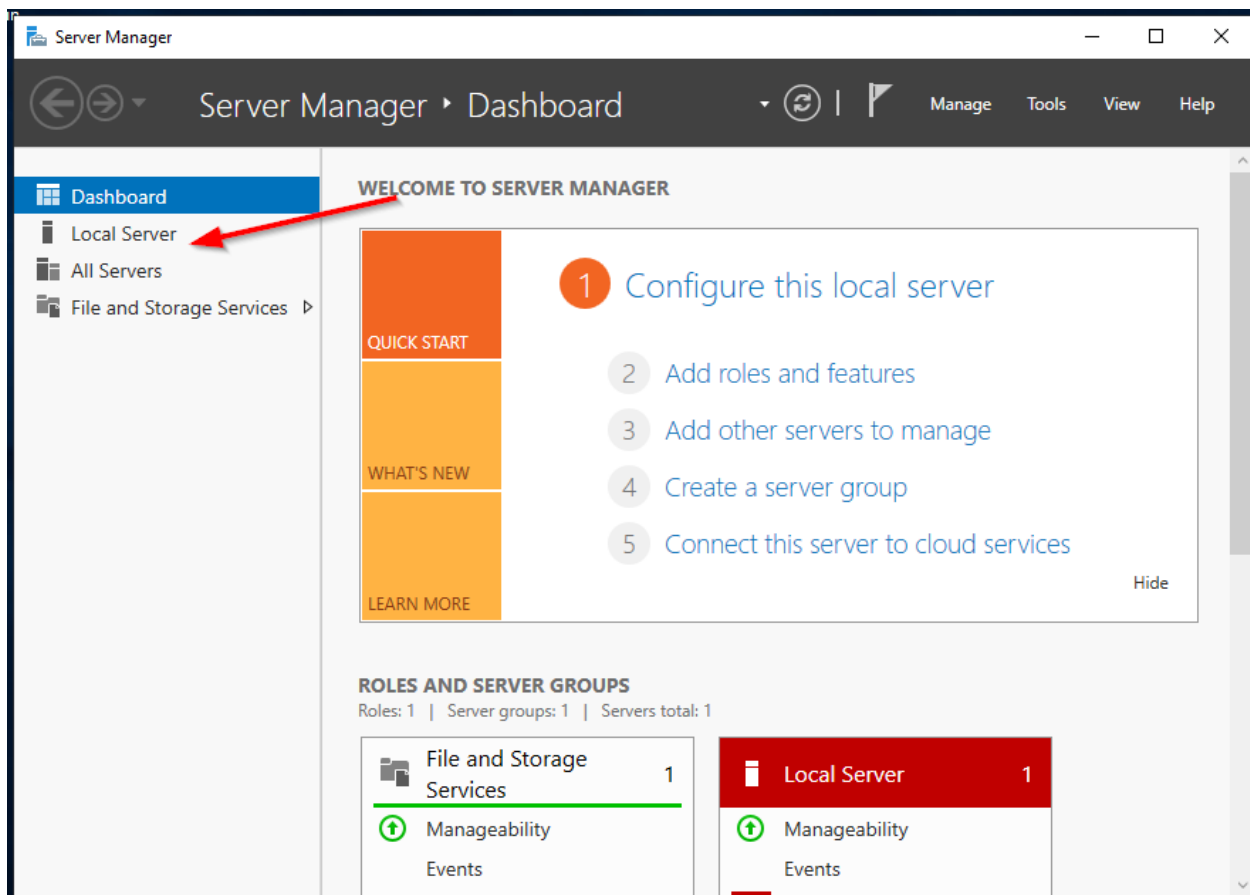 Server Manager
Server Manager ‣ Dashboard
Manage Tools View Help
Dashboard
Local Server
All Servers
File and Storage Services
WELCOME TO SERVER MANAGER
QUICK START
WHAT'S NEW
LEARN MORE
1 Configure this local server
2 Add roles and features
3 Add other servers to manage
4 Create a server group
5 Connect this server to cloud services
Hide
ROLES AND SERVER GROUPS
Roles: 1 | Server groups: 1 | Servers total: 1
File and Storage
Services 1
Manageability
Events
Local Server 1
Manageability
Events